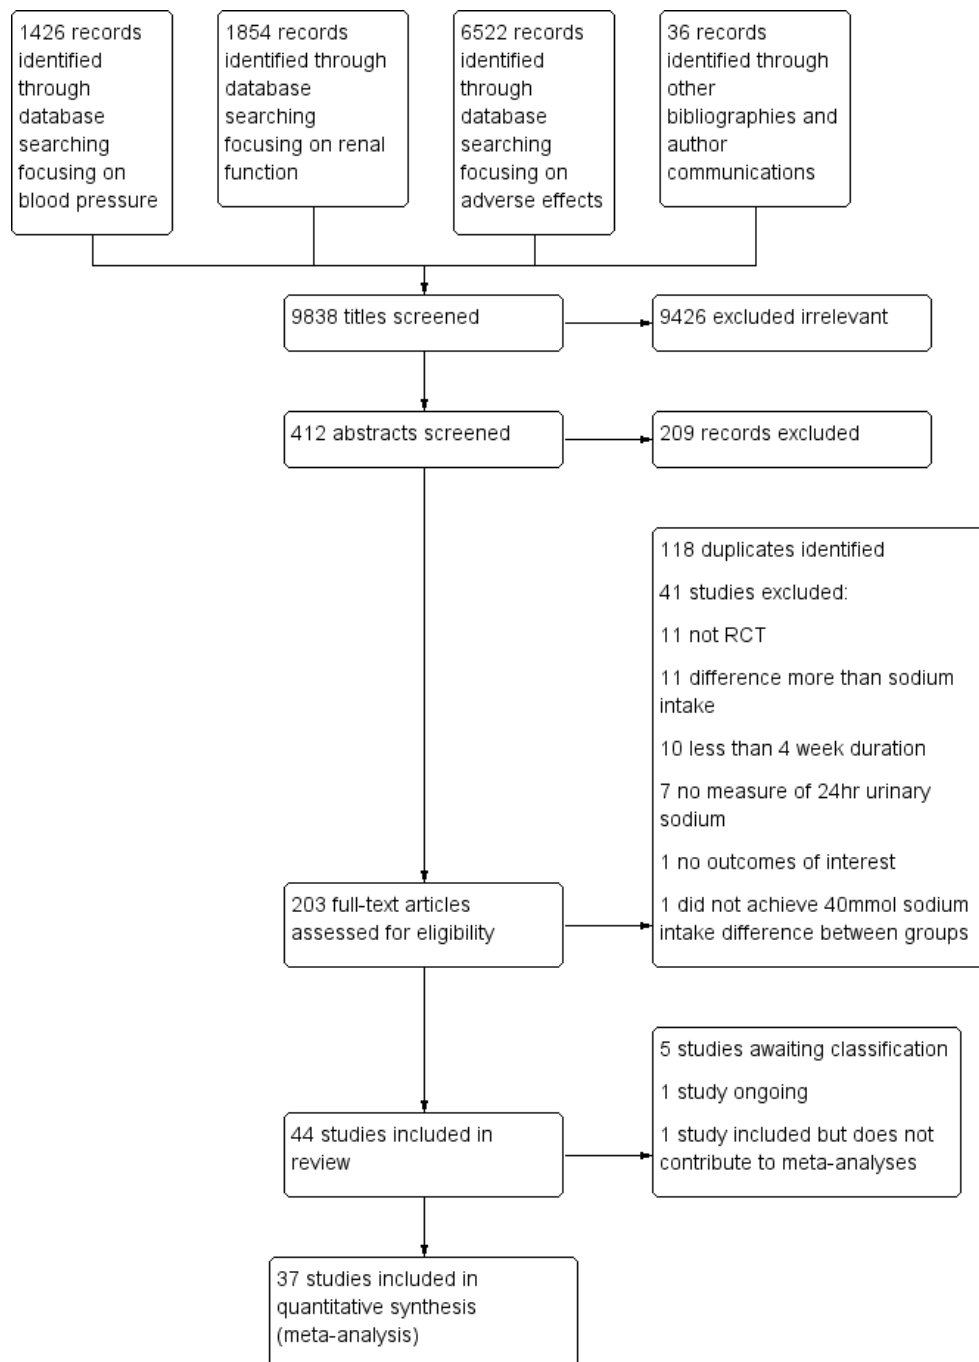 1426 records
identified
through
database
searching
focusing on
blood pressure
1854 records
identified through
database
searching
focusing on renal
function
6522 records
identified
through
database
searching
focusing on
adverse effects
36 records
identified through
other
bibliographies and
author
communications
9838 titles screened
9426 excluded irrelevant
412 abstracts screened
209 records excluded
118 duplicates identified
41 studies excluded:
11 not RCT
11 difference more than sodium
intake
10 less than 4 week duration
7 no measure of 24hr urinary
sodium
1 no outcomes of interest
1 did not achieve 40mmol sodium
intake difference between groups
203 full-text articles
assessed for eligibility
5 studies awaiting classification
1 study ongoing
1 study included but does not
contribute to meta-analyses
44 studies included in
review
37 studies included in
quantitative synthesis
(meta-analysis)